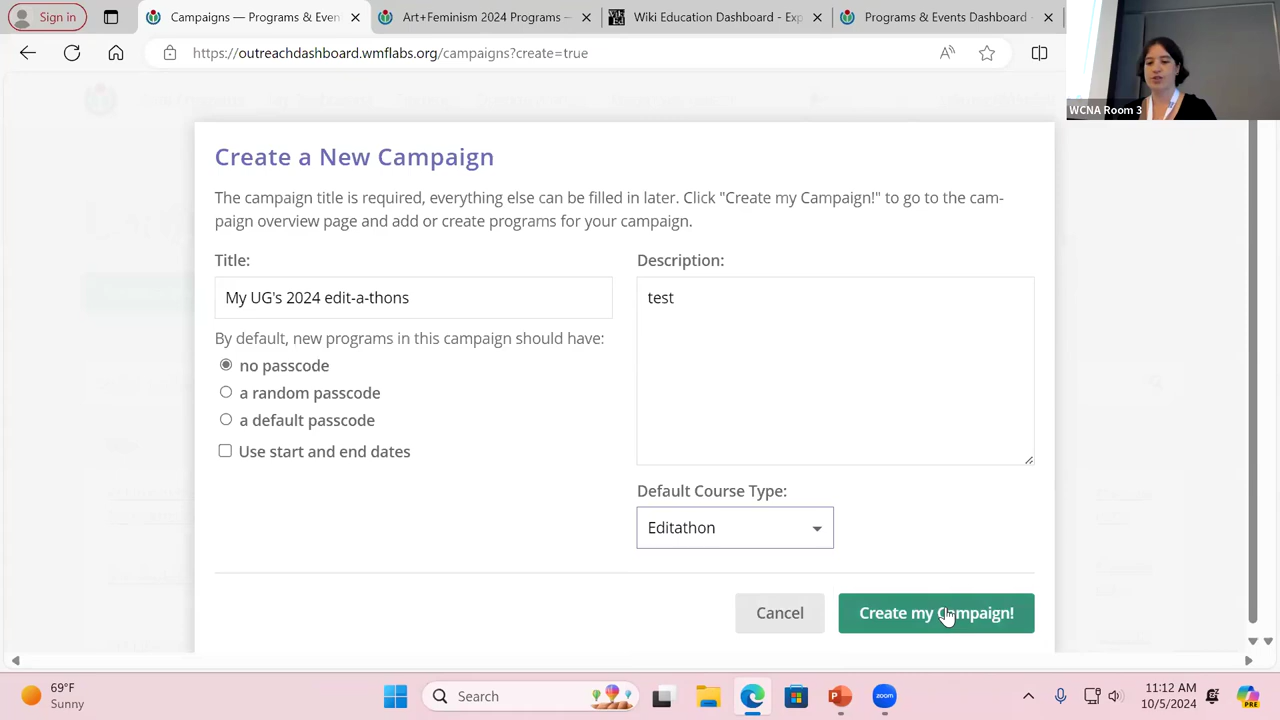 Sign in
Campaigns — Programs & Even
Art+Feminism 2024 Programs –
Wiki Education Dashboard - Exp
Programs & Events Dashboard
https://outreachdashboard.wmflabs.org/campaigns?create=true
WCNA Room 3
Create a New Campaign
The campaign title is required, everything else can be filled in later. Click "Create my Campaign!" to go to the cam-
paign overview page and add or create programs for your campaign.
Title:
Description:
My UG's 2024 edit-a-thons
test
By default, new programs in this campaign should have:
no passcode
a random passcode
a default passcode
Use start and end dates
Default Course Type:
Editathon
Cancel
Create my Campaign!
69°F
Sunny
Search
zoom
PRE
11:12 AM
10/5/2024